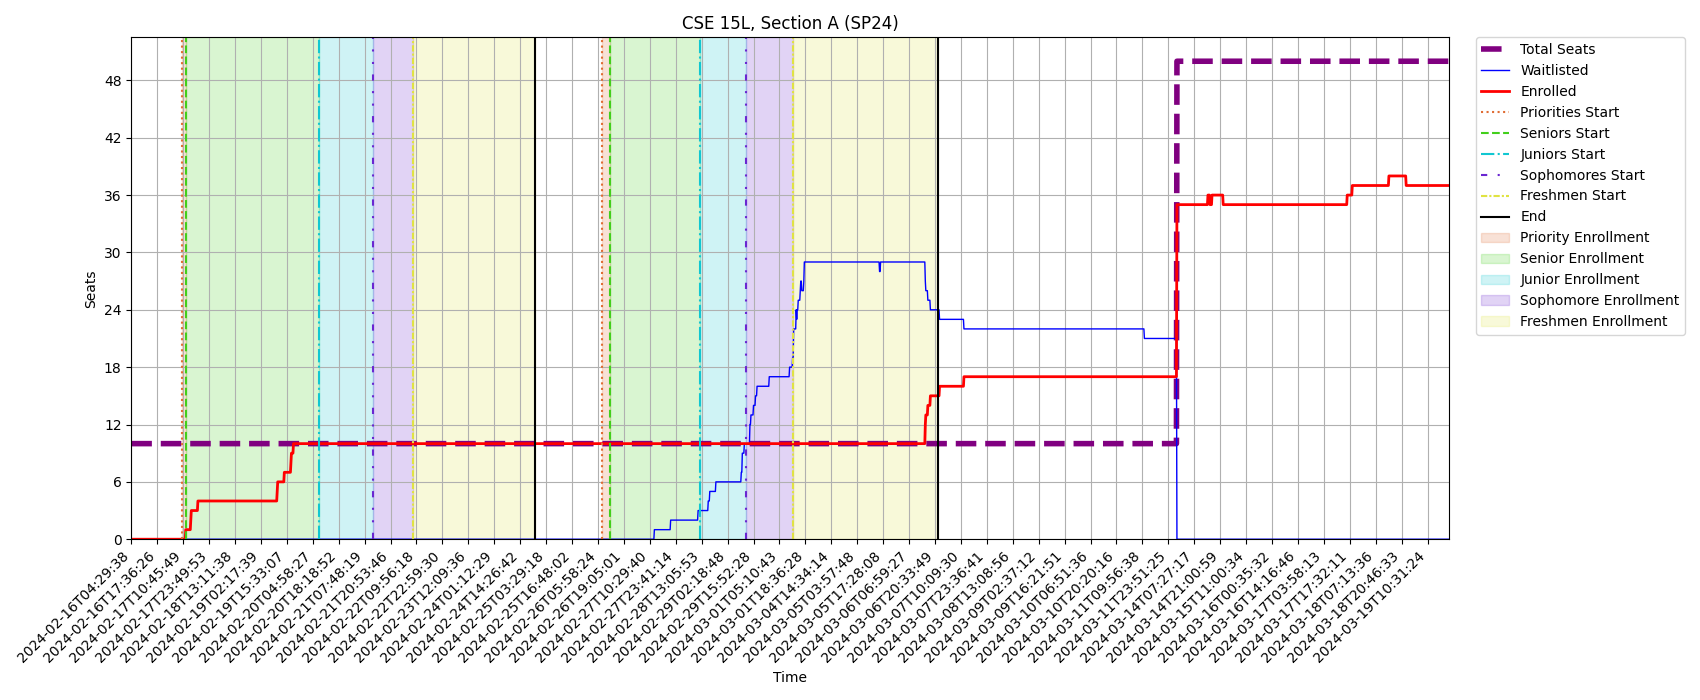 CSE 15L, Section A (SP24)
Seats
48
42
36
30
24
18
12
6
0
2024-02-16T04:29:38
2024-02-16T17:36:26
2024-02-17T10:45:49
2024-02-17T23:49:53
2024-02-18T13:11:38
2024-02-19T02:17:39
2024-02-19T15:33:07
2024-02-20T04:58:27
2024-02-20T18:18:52
2024-02-21T07:48:19
2024-02-21T20:53:46
2024-02-22T09:56:18
2024-02-22T22:59:30
2024-02-23T12:09:36
2024-02-24T01:12:29
2024-02-24T14:26:42
2024-02-25T03:29:18
2024-02-25T16:48:02
2024-02-26T05:58:24
2024-02-26T19:05:01
2024-02-27T10:29:40
2024-02-27T23:41:14
2024-02-28T13:05:53
2024-02-29T02:18:48
2024-02-29T15:52:28
2024-03-01T05:10:43
2024-03-01T18:36:28
2024-03-04T14:34:14
2024-03-05T03:57:48
2024-03-05T17:28:08
2024-03-06T06:59:27
2024-03-06T20:33:49
2024-03-07T10:09:30
2024-03-07T23:36:41
2024-03-08T13:08:56
2024-03-09T02:37:12
2024-03-09T16:21:51
2024-03-10T06:51:36
2024-03-10T20:20:16
2024-03-11T09:56:38
2024-03-11T23:51:25
2024-03-14T07:27:17
2024-03-14T21:00:59
2024-03-15T11:00:34
2024-03-16T00:35:32
2024-03-16T14:16:46
2024-03-17T03:58:13
2024-03-17T17:32:11
2024-03-18T07:13:36
2024-03-18T20:46:33
2024-03-19T10:31:24
Time
Total Seats
Waitlisted
Enrolled
Priorities Start
Seniors Start
Juniors Start
Sophomores Start
Freshmen Start
End
Priority Enrollment
Senior Enrollment
Junior Enrollment
Sophomore Enrollment
Freshmen Enrollment